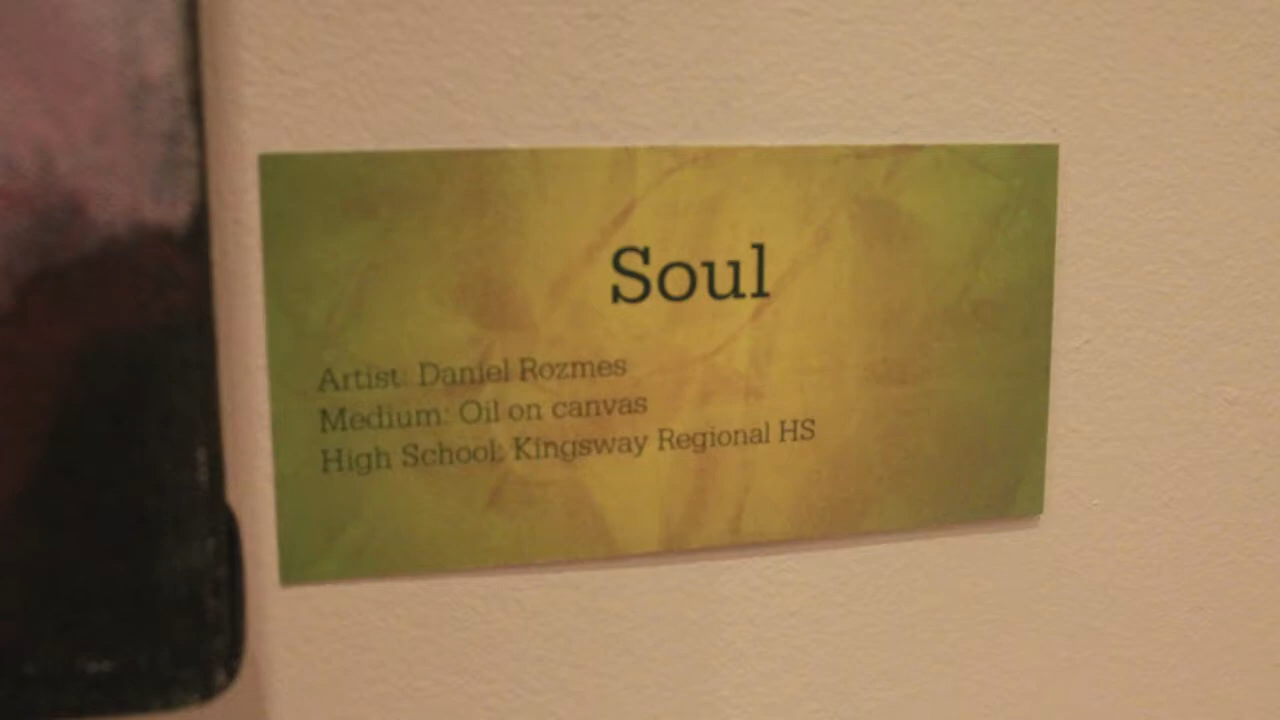 Soul
Artist: Daniel Rozmes
Medium: Oil on canvas
High School: Kingsway Regional HS